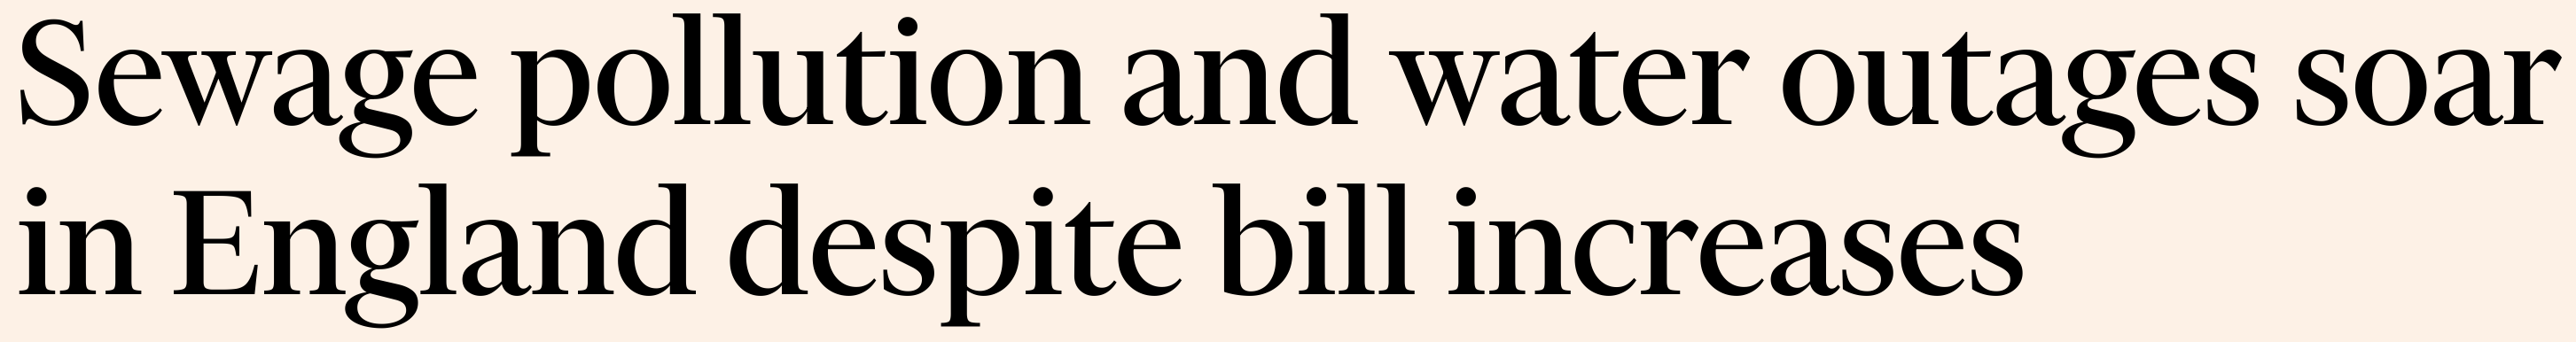 Sewage pollution and water outages soar
in England despite bill increases